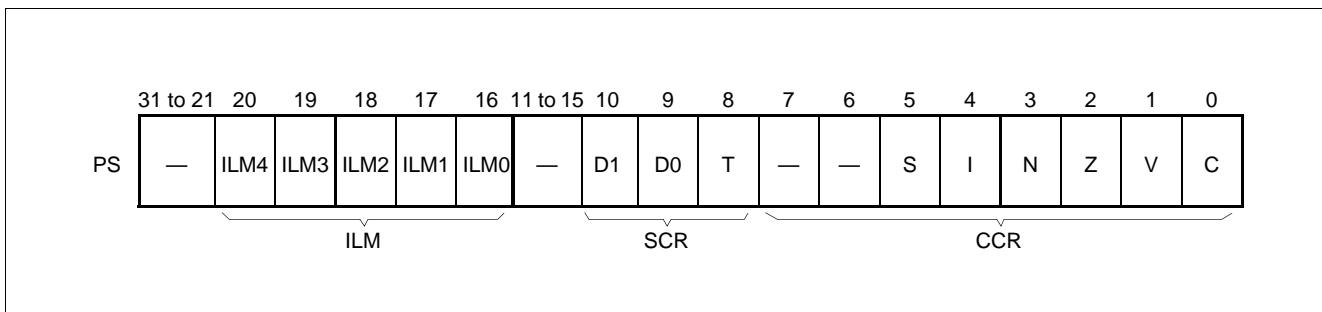 31 to 21 20 19 18 17 16 11 to 15 10 9 8 7 6 5 4 3 2 1 0
PS — ILM4 ILM3 ILM2 ILM1 ILM0 — D1 D0 T — — S I N Z V C
ILM SCR CCR